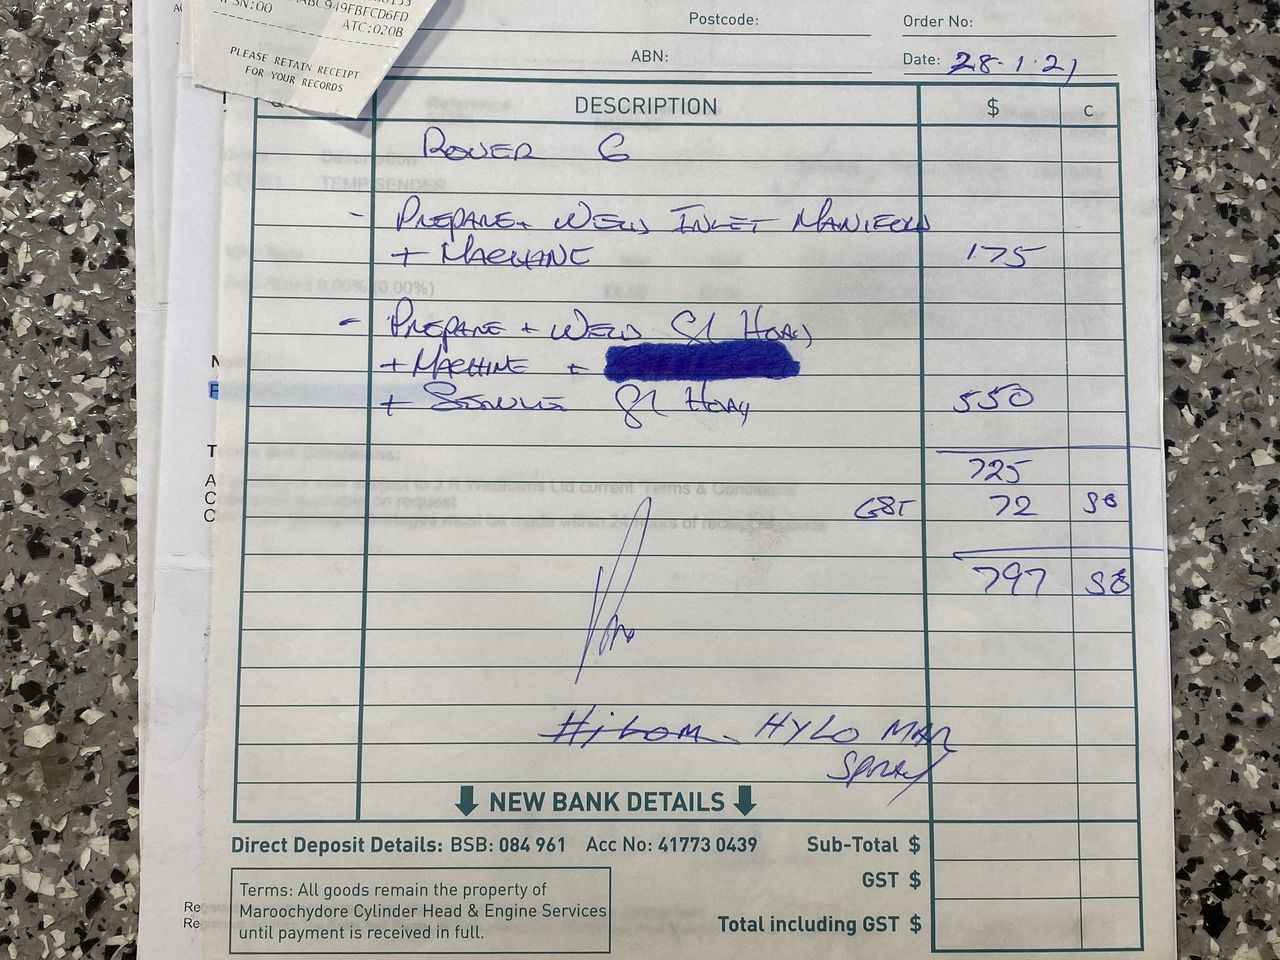 ATC:020B
PLEASE RETAIN RECEIPT
FOR YOUR RECORDS
Postcode:
Order No:
ABN:
Date: 28-1-21
DESCRIPTION $ c
ROVER 6
- PREPARE + WELD INLET MANIFOLD
+ MACHINE 175
- PREPARE + WELD CYL HEAD
+ MACHINE +
+ CYL HEAD 550
725
GST 72 50
797 50
HYLO MAR
SPRAY
NEW BANK DETAILS
Direct Deposit Details: BSB: 084 961 Acc No: 41773 0439 Sub-Total $
GST $
Total including GST $
Terms: All goods remain the property of
Maroochydore Cylinder Head & Engine Services
until payment is received in full.